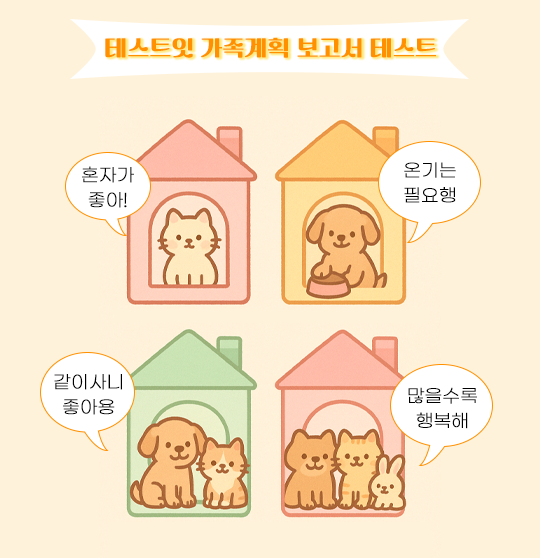 테스트잇 가족계획 보고서 테스트
혼자가
좋아!
온기는
필요행
같이사니
좋아용
많을수록
행복해